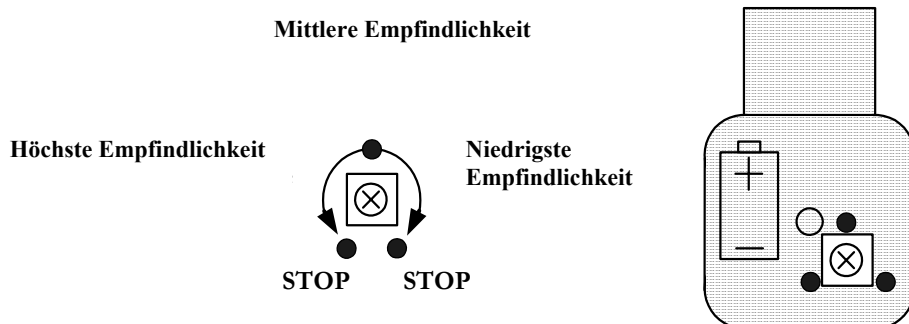 Mittlere Empfindlichkeit
Höchste Empfindlichkeit
Niedrigste
Empfindlichkeit
STOP STOP
+
−